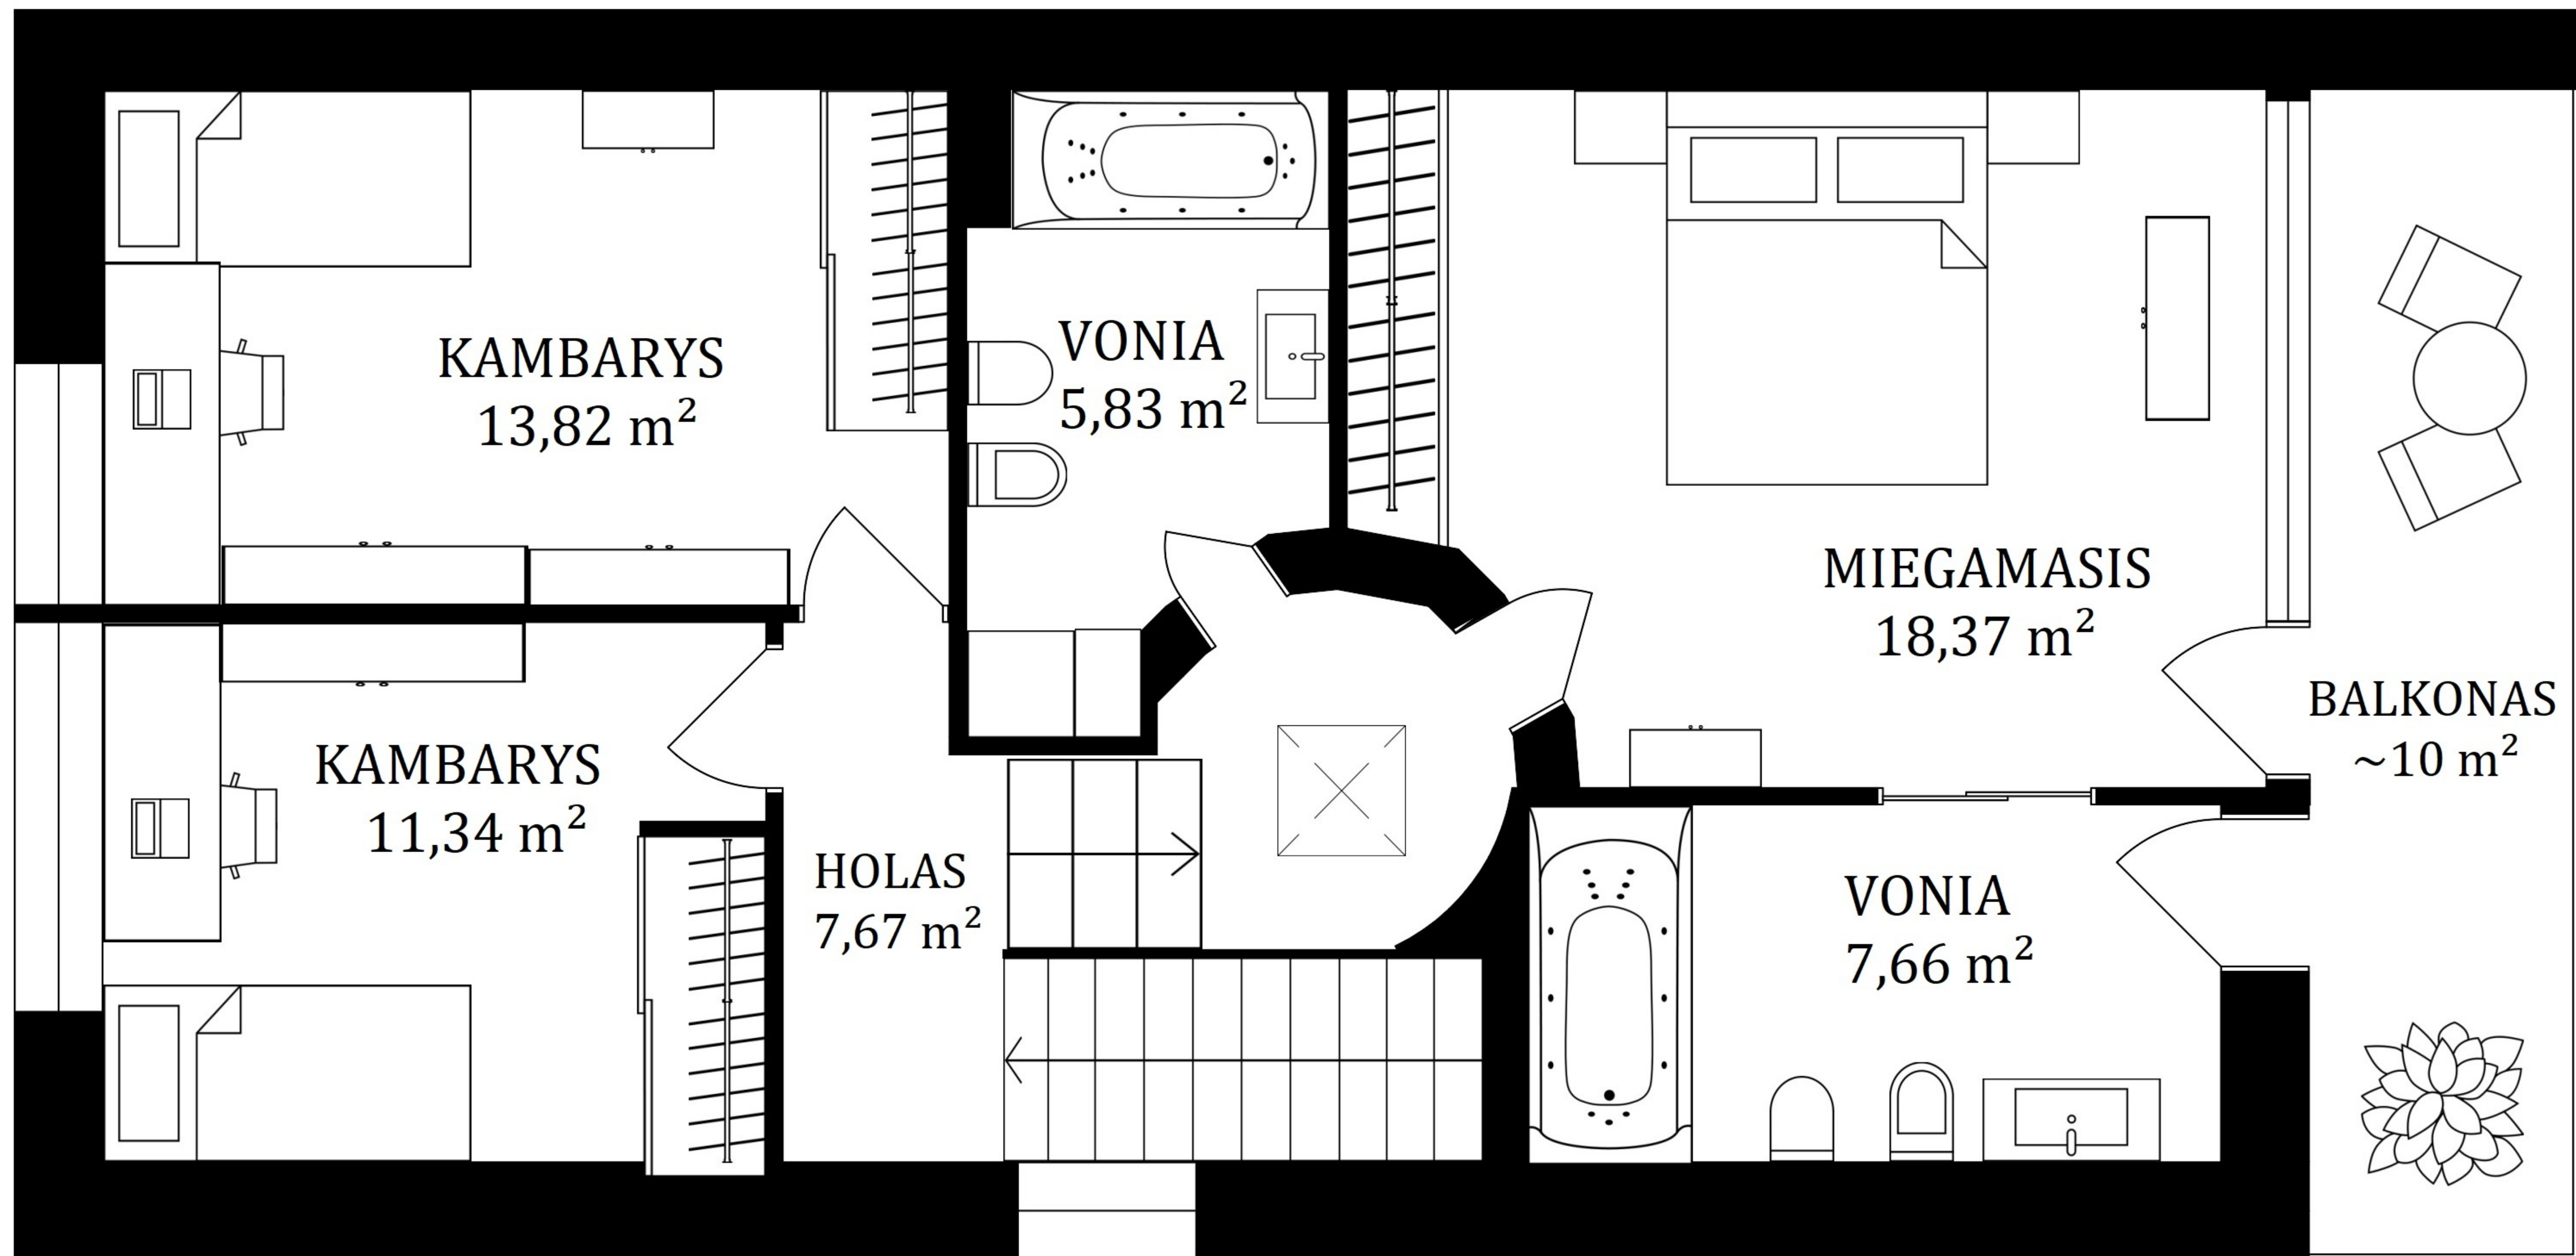 KAMBARYS
13,82 m²
VONIA
5,83 m²
MIEGAMASIS
18,37 m²
BALKONAS
~10 m²
KAMBARYS
11,34 m²
HOLAS
7,67 m²
VONIA
7,66 m²